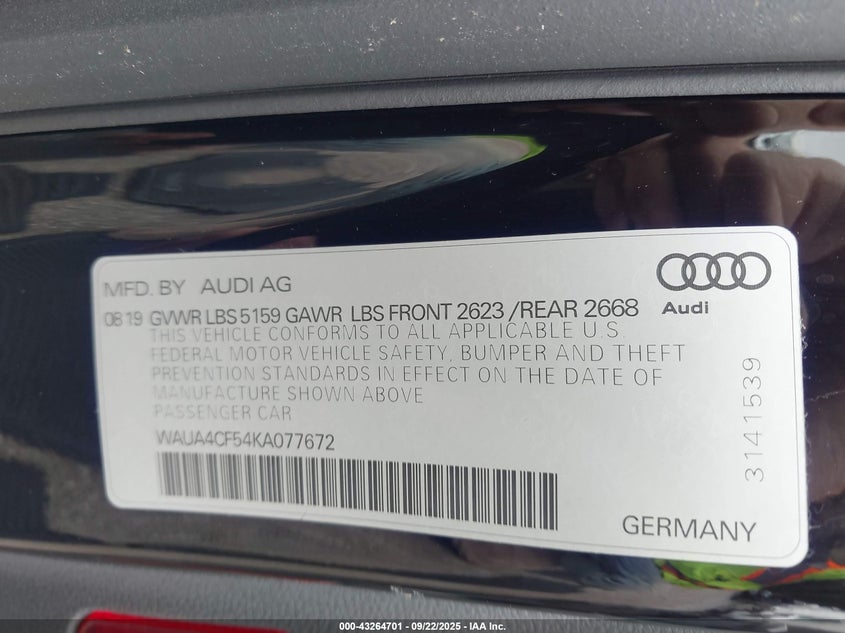 MFD. BY AUDI AG
Audi
08 19 GVWR LBS 5159 GAWR LBS FRONT 2623 /REAR 2668
THIS VEHICLE CONFORMS TO ALL APPLICABLE U.S.
FEDERAL MOTOR VEHICLE SAFETY, BUMPER AND THEFT
PREVENTION STANDARDS IN EFFECT ON THE DATE OF
MANUFACTURE SHOWN ABOVE
PASSENGER CAR
WAUA4CF54KA077672
3141539
GERMANY
000-43264701 - 09/22/2025 - IAA Inc.